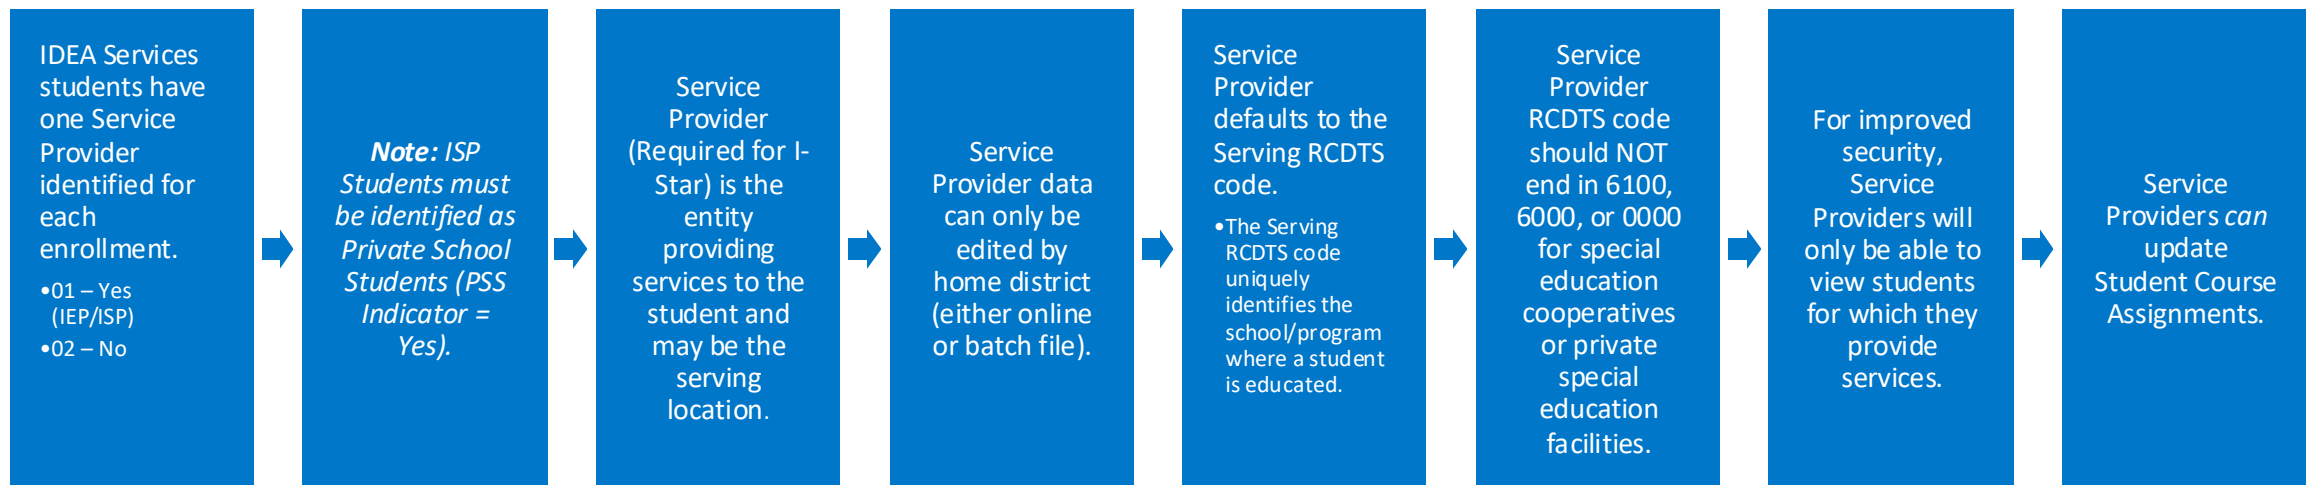 IDEA Services
students have
one Service
Provider
identified for
each
enrollment.
•01 – Yes
(IEP/ISP)
•02 – No
Note: ISP
Students must
be identified as
Private School
Students (PSS
Indicator =
Yes).
Service
Provider
(Required for I-
Star) is the
entity
providing
services to the
student and
may be the
serving
location.
Service
Provider data
can only be
edited by
home district
(either online
or batch file).
Service
Provider
defaults to the
Serving RCDTS
code.
•The Serving
RCDTS code
uniquely
identifies the
school/program
where a student
is educated.
Service
Provider
RCDTS code
should NOT
end in 6100,
6000, or 0000
for special
education
cooperatives
or private
special
education
facilities.
For improved
security,
Service
Providers will
only be able to
view students
for which they
provide
services.
Service
Providers can
update
Student Course
Assignments.